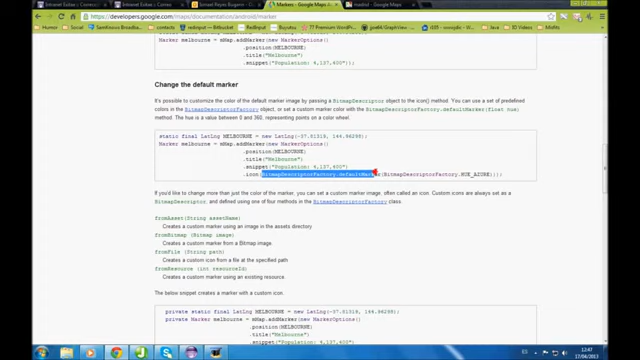 Intranet Sixbee / Correo
Markers - Google Maps A
madrid - Google Maps
https://developers.google.com/maps/documentation/android/marker
Marker melbourne = mMap.addMarker(new MarkerOptions()
.position(MELBOURNE)
.title("Melbourne")
.snippet("Population: 4,137,400"));
Change the default marker
It's possible to customize the color of the default marker image by passing a BitmapDescriptor object to the icon() method. You can use a set of predefined
colors in the BitmapDescriptorFactory object, or set a custom marker color with the BitmapDescriptorFactory.defaultMarker(float hue)
method. The hue is a value between 0 and 360, representing points on a color wheel.
static final LatLng MELBOURNE = new LatLng(-37.81319, 144.96298);
Marker melbourne = mMap.addMarker(new MarkerOptions()
.position(MELBOURNE)
.title("Melbourne")
.snippet("Population: 4,137,400")
.icon(BitmapDescriptorFactory.defaultMarker(BitmapDescriptorFactory.HUE_AZURE)));
If you'd like to change more than just the color of the marker, you can set a custom marker image, often called an icon. Custom icons are always set as a
BitmapDescriptor, and defined using one of four methods in the BitmapDescriptorFactory class.
fromAsset(String assetName)
Creates a custom marker using an image in the assets directory
fromBitmap (Bitmap image)
Creates a custom marker from a Bitmap image.
fromFile (String path)
Creates a custom icon from a file at the specified path
fromResource (int resourceId)
Creates a custom marker using an existing resource.
The below snippet creates a marker with a custom icon.
private static final LatLng MELBOURNE = new LatLng(-37.81319, 144.96298);
private Marker melbourne = mMap.addMarker(new MarkerOptions()
.position(MELBOURNE)
.title("Melbourne")
.snippet("Population: 4,137,400")
ES
12:47
17/04/2013